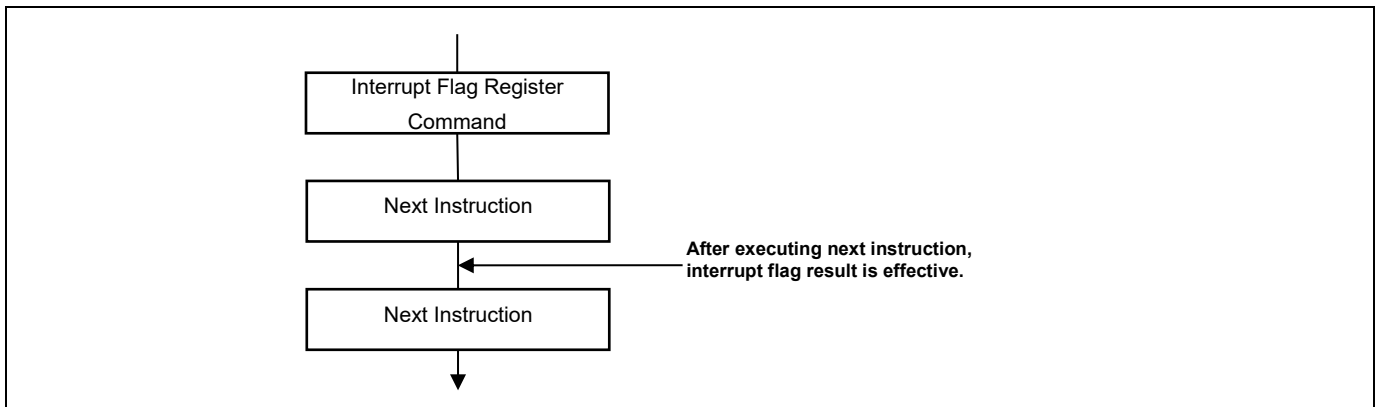 Interrupt Flag Register
Command
Next Instruction
After executing next instruction,
interrupt flag result is effective.
Next Instruction